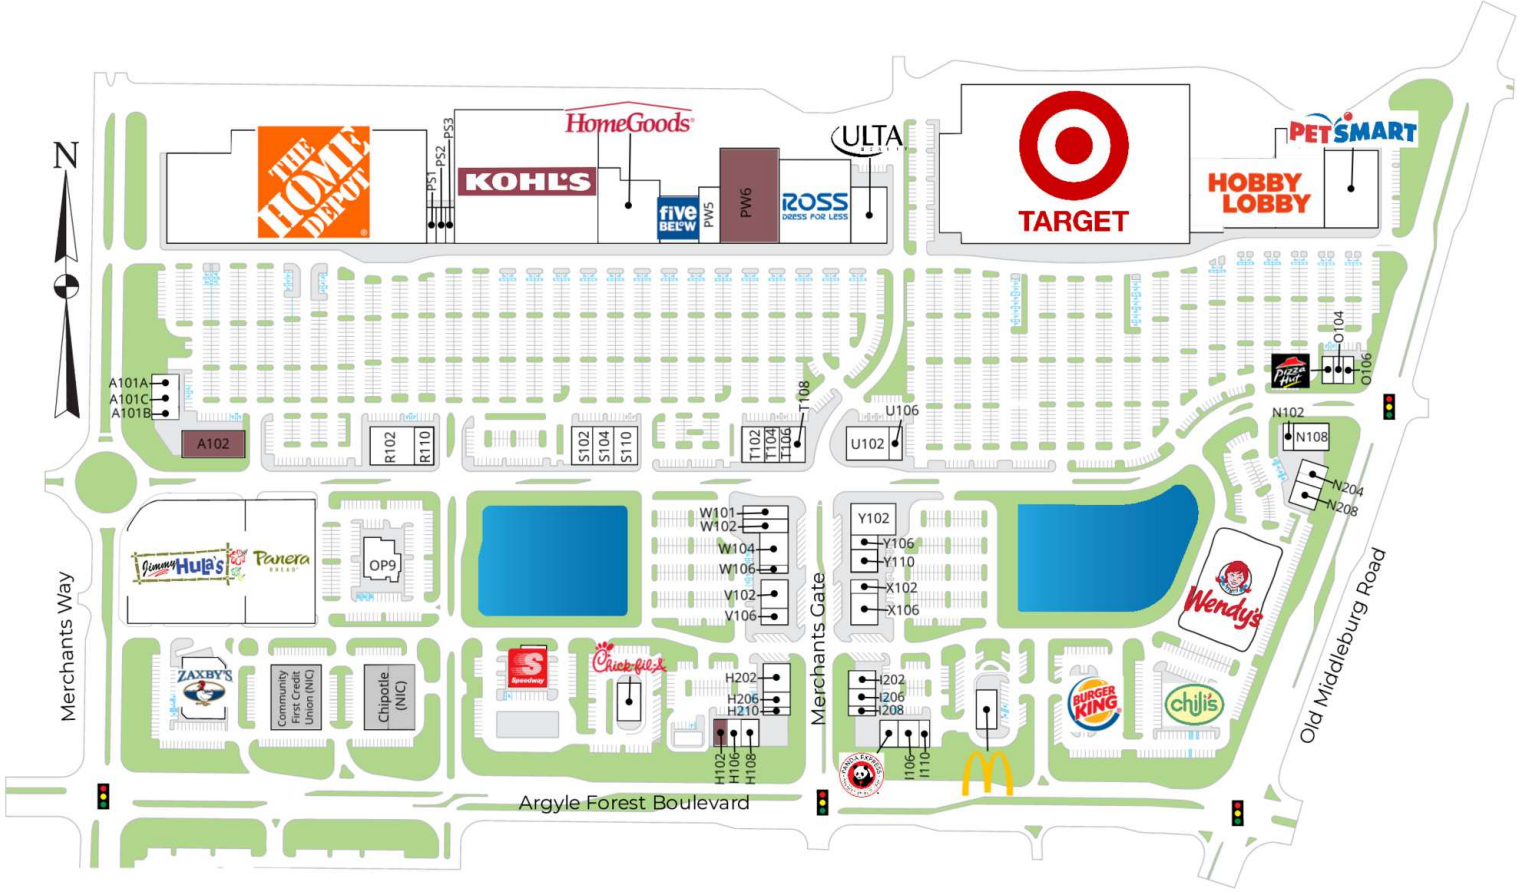 N
THE
HOME
DEPOT
PS1
PS2
PS3
KOHL'S
HomeGoods
five
BEL°W
PW5
PW6
ROSS
DRESS FOR LESS
ULTA
BEAUTY
TARGET
HOBBY
LOBBY
PETSMART
A101A
A101C
A101B
A102
R102
R110
S102
S104
S110
T102
T104
T106
T108
U102
U106
Pizza
Hut
O104
O106
N102
N108
N204
N208
Jimmy
HULA'S
Panera
BREAD
OP9
W101
W102
W104
W106
V102
V106
Y102
Y106
Y110
X102
X106
Wendy's
Merchants Way
Merchants Gate
Old Middleburg Road
ZAXBY'S
Community
First Credit
Union (NIC)
Chipotle
(NIC)
S
Speedway
Chick-fil-A
H202
H206
H210
H102
H106
H108
I202
I206
I208
PANDA EXPRESS
I106
I110
BURGER
KING
chili's
Argyle Forest Boulevard